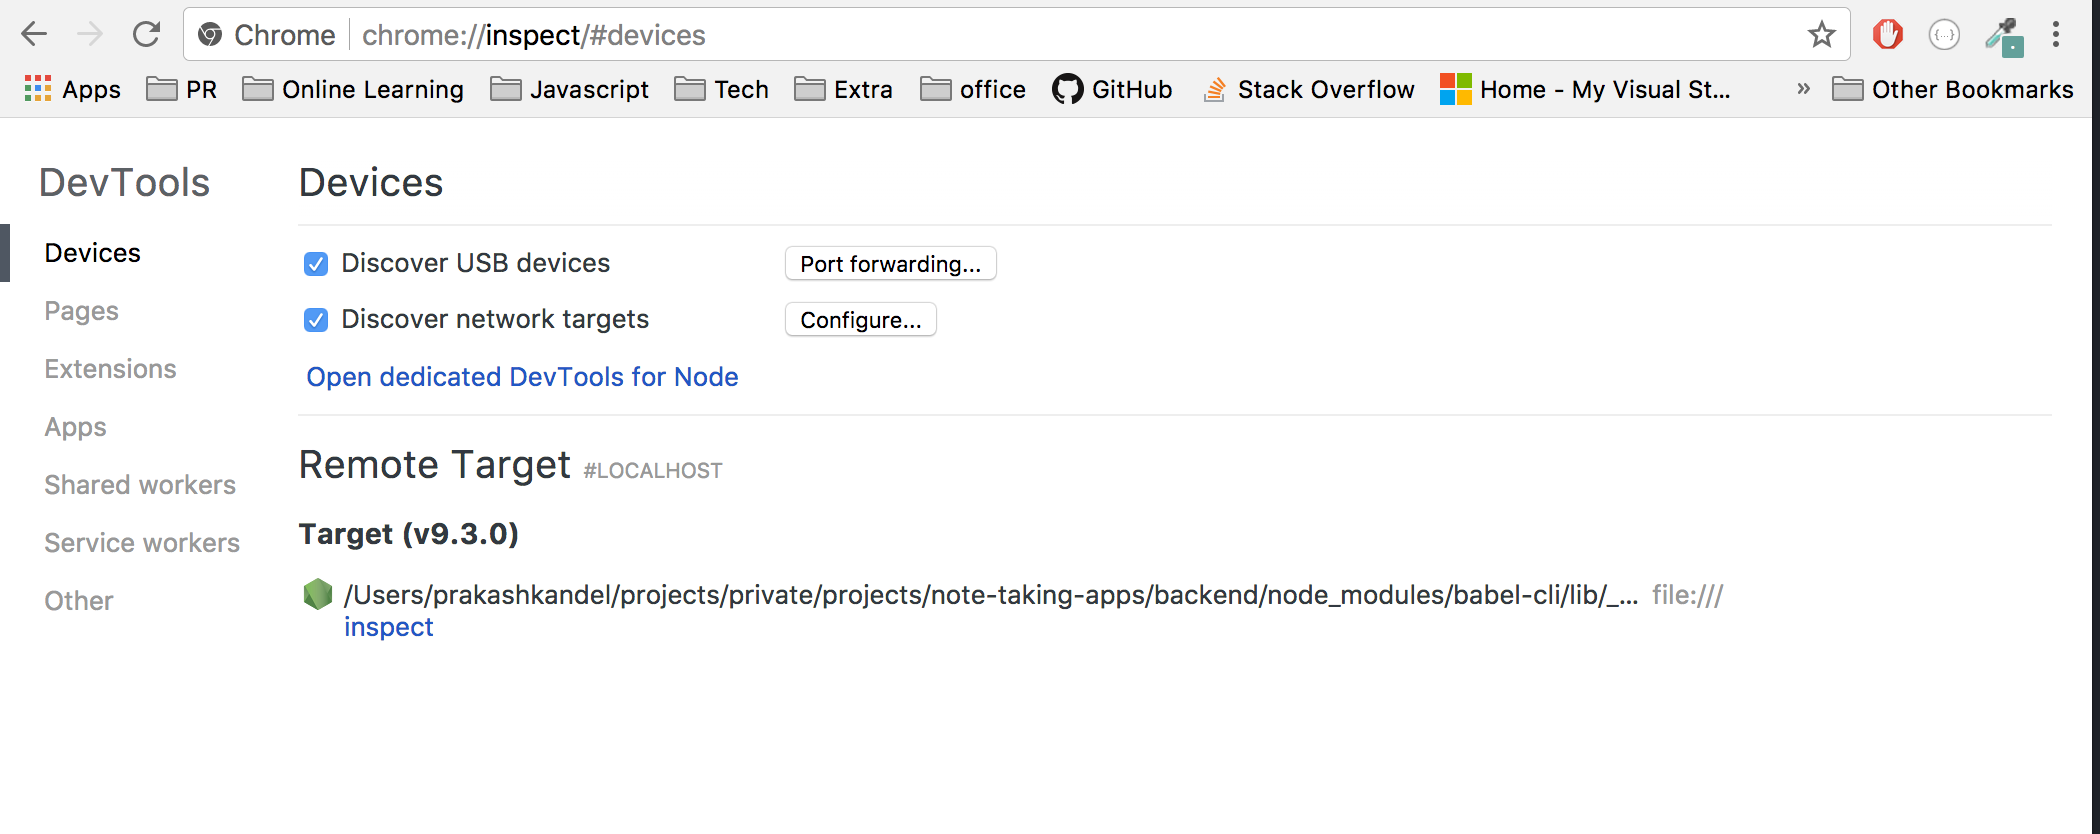 Chrome chrome://inspect/#devices
Apps PR Online Learning Javascript Tech Extra office GitHub Stack Overflow Home - My Visual St... » Other Bookmarks
DevTools
Devices
Pages
Extensions
Apps
Shared workers
Service workers
Other
Devices
Discover USB devices Port forwarding...
Discover network targets Configure...
Open dedicated DevTools for Node
Remote Target #LOCALHOST
Target (v9.3.0)
/Users/prakashkandel/projects/private/projects/note-taking-apps/backend/node_modules/babel-cli/lib/_... file:///
inspect